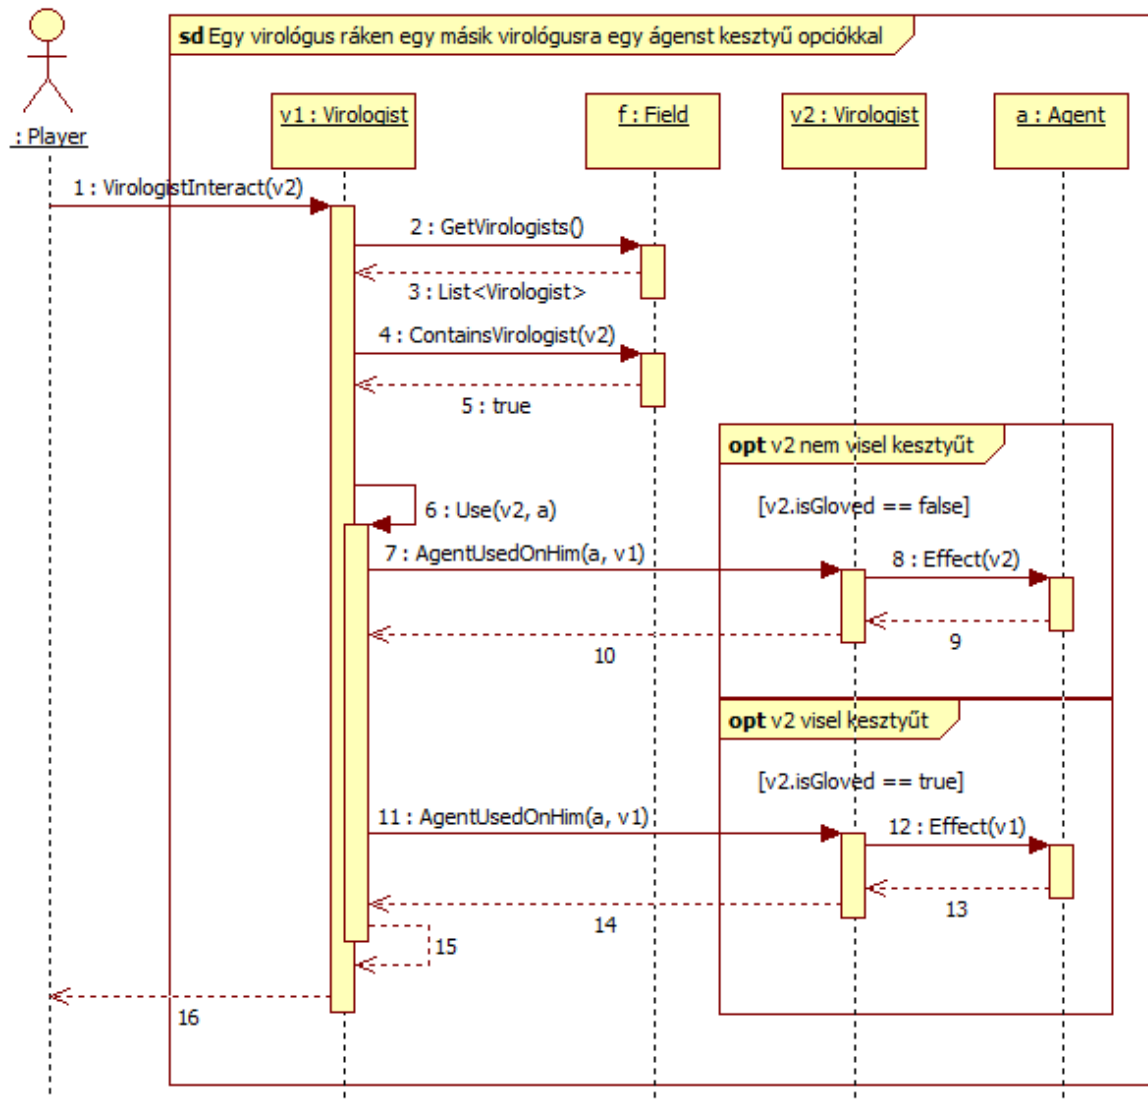 sd Egy virológus ráken egy másik virológusra egy ágenst kesztyű opciókkal
: Player
v1 : Virologist
f : Field
v2 : Virologist
a : Agent
1 : VirologistInteract(v2)
2 : GetVirologists()
3 : List<Virologist>
4 : ContainsVirologist(v2)
5 : true
opt v2 nem visel kesztyűt
[v2.isGloved == false]
6 : Use(v2, a)
7 : AgentUsedOnHim(a, v1)
8 : Effect(v2)
9
10
opt v2 visel kesztyűt
[v2.isGloved == true]
11 : AgentUsedOnHim(a, v1)
12 : Effect(v1)
13
14
15
16